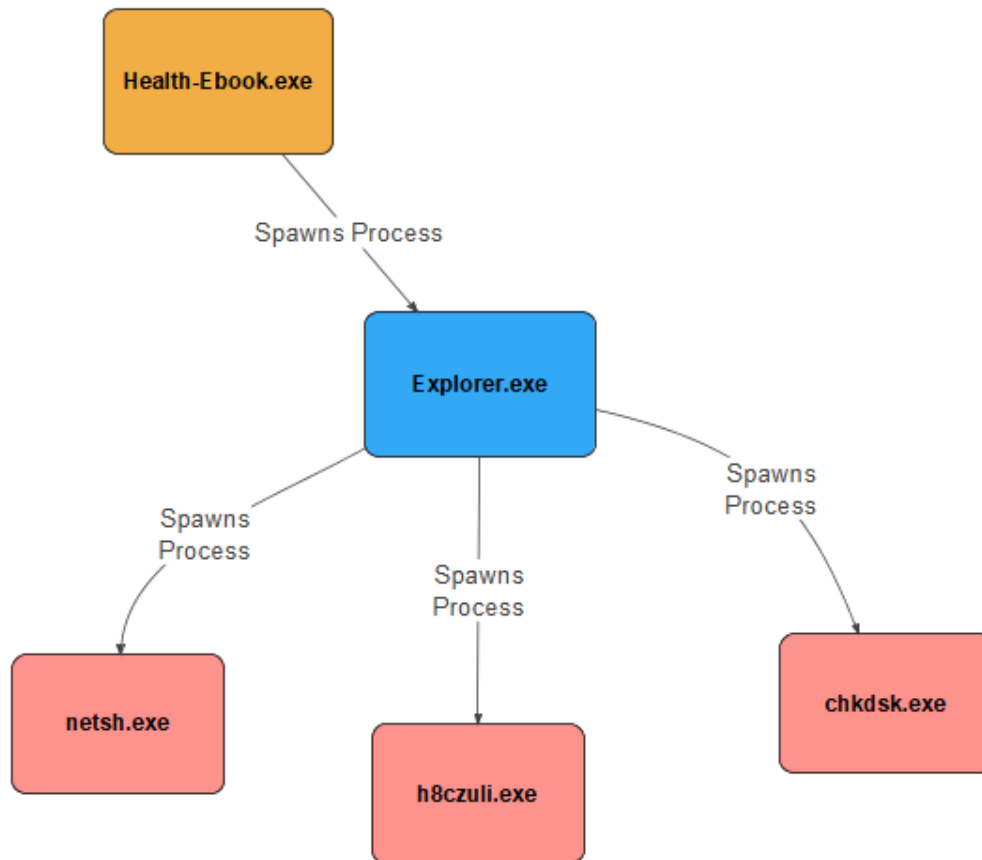 Health-Ebook.exe
Spawns Process
Explorer.exe
Spawns
Process
Spawns
Process
Spawns
Process
netsh.exe
h8czuli.exe
chkdsk.exe